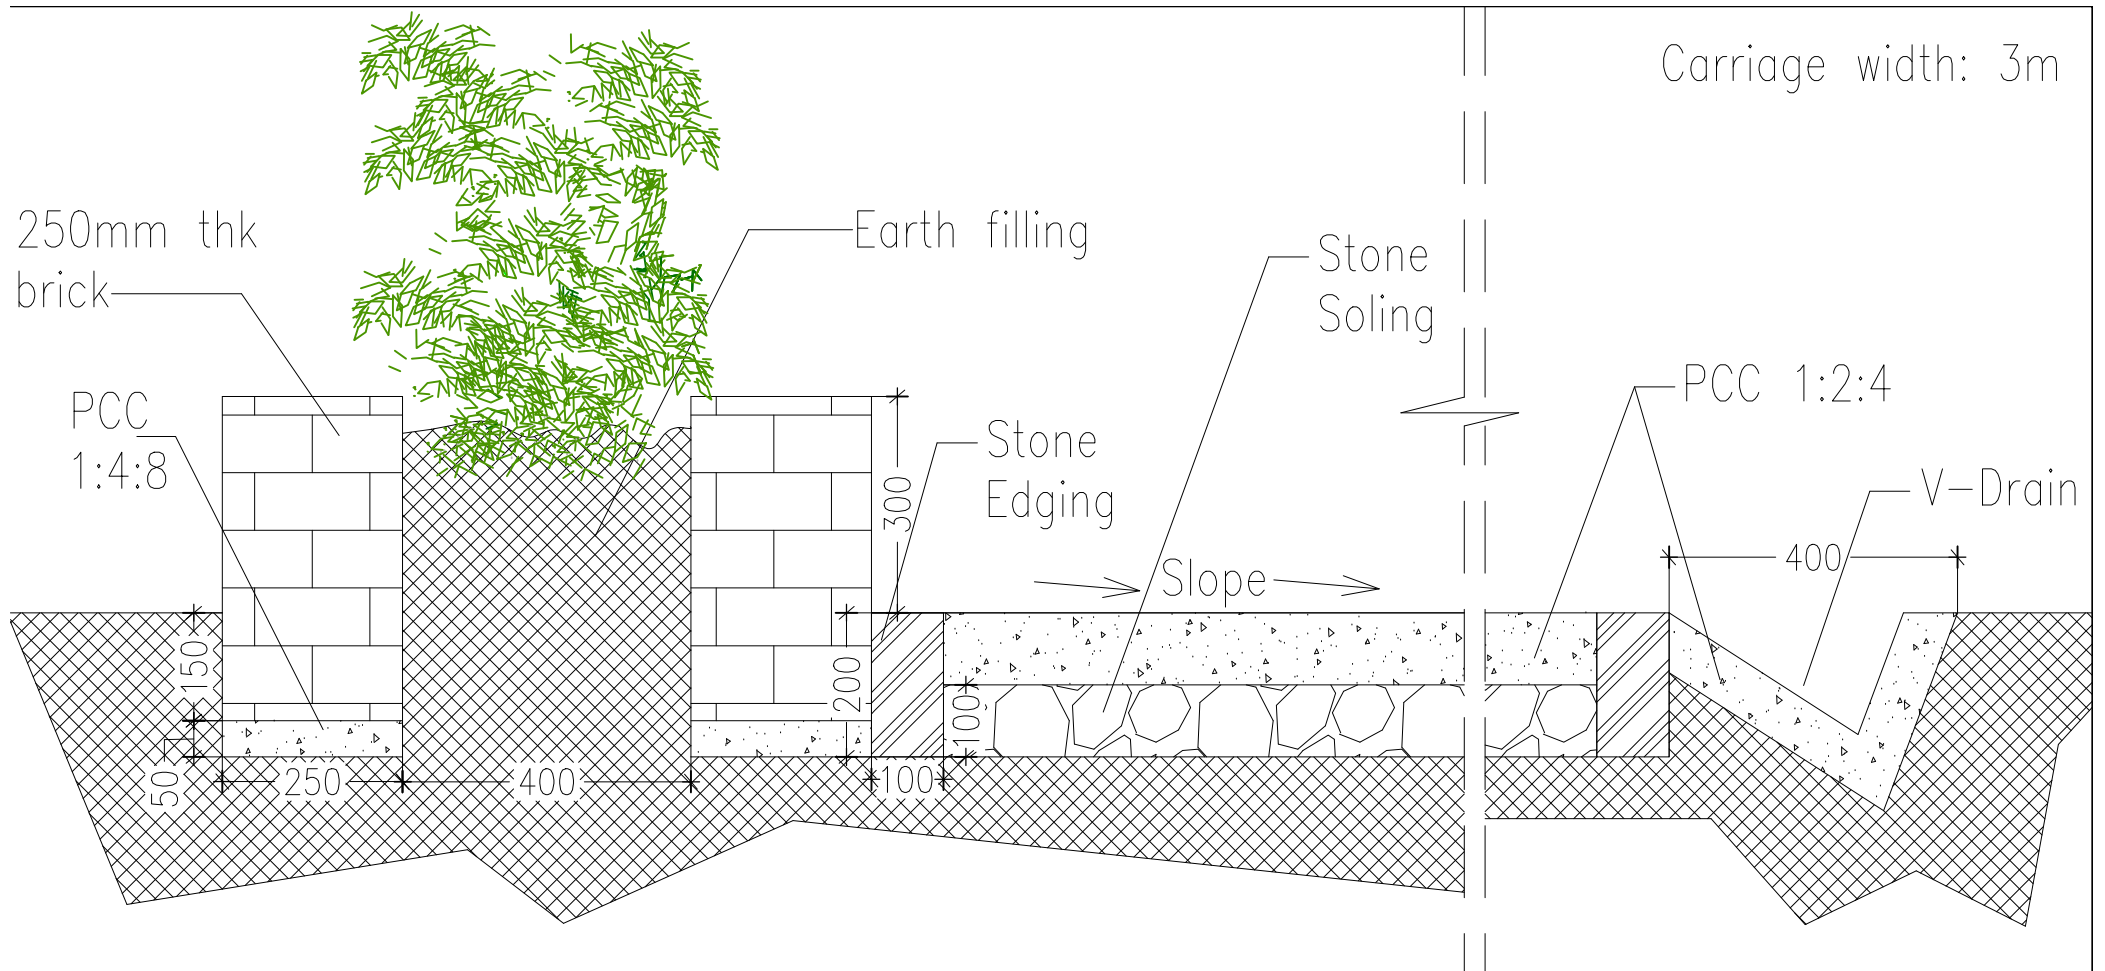 Carriage width: 3m
250mm thk
brick
Earth filling
Stone
Soling
PCC
1:4:8
PCC 1:2:4
Stone
Edging
V-Drain
300
400
Slope
150
200
100
50
250
400
100